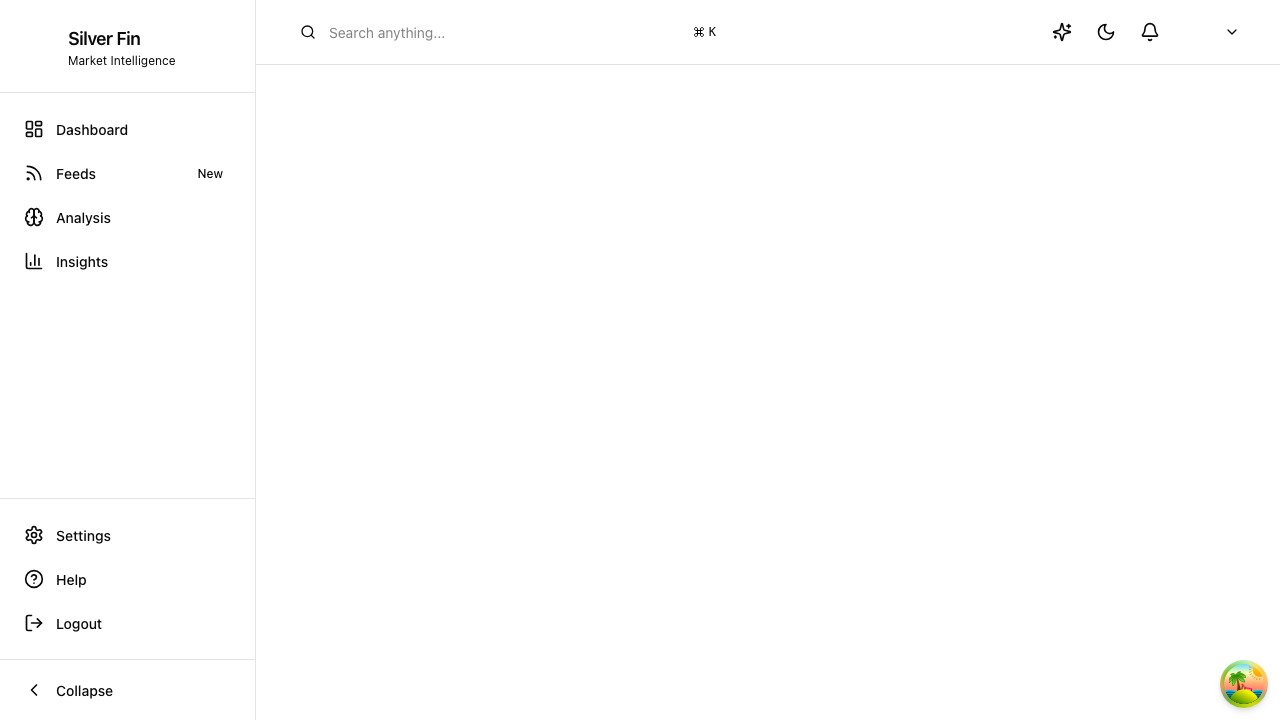 Silver Fin
Market Intelligence
Search anything...
⌘ K
Dashboard
Feeds
New
Analysis
Insights
Settings
Help
Logout
Collapse